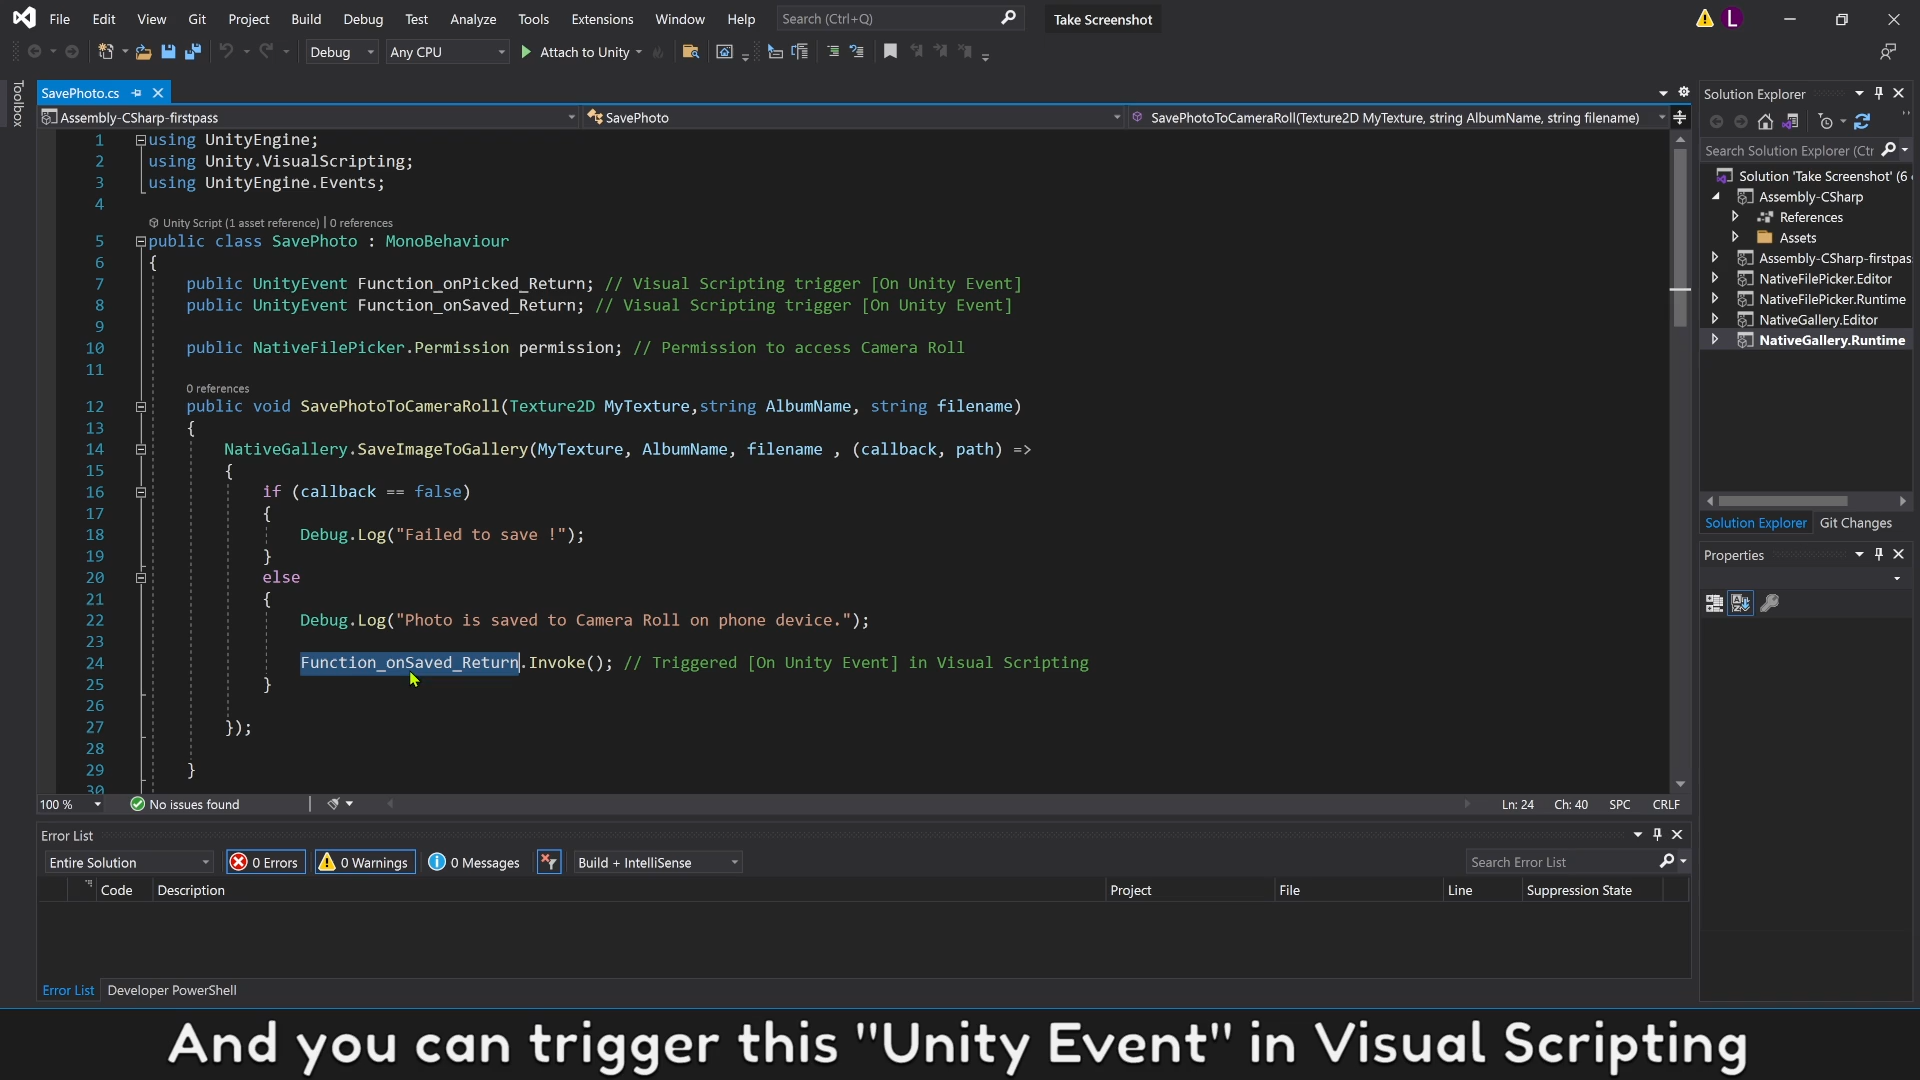 File Edit View Git Project Build Debug Test Analyze Tools Extensions Window Help Search (Ctrl+Q) Take Screenshot L
Debug Any CPU Attach to Unity
Toolbox
SavePhoto.cs
Assembly-CSharp-firstpass SavePhoto SavePhotoToCameraRoll(Texture2D MyTexture, string AlbumName, string filename)
1 using UnityEngine;
2 using Unity.VisualScripting;
3 using UnityEngine.Events;
4
Unity Script (1 asset reference) | 0 references
5 public class SavePhoto : MonoBehaviour
6 {
7 public UnityEvent Function_onPicked_Return; // Visual Scripting trigger [On Unity Event]
8 public UnityEvent Function_onSaved_Return; // Visual Scripting trigger [On Unity Event]
9
10 public NativeFilePicker.Permission permission; // Permission to access Camera Roll
11
0 references
12 public void SavePhotoToCameraRoll(Texture2D MyTexture,string AlbumName, string filename)
13 {
14 NativeGallery.SaveImageToGallery(MyTexture, AlbumName, filename , (callback, path) =>
15 {
16 if (callback == false)
17 {
18 Debug.Log("Failed to save !");
19 }
20 else
21 {
22 Debug.Log("Photo is saved to Camera Roll on phone device.");
23
24 Function_onSaved_Return.Invoke(); // Triggered [On Unity Event] in Visual Scripting
25 }
26
27 });
28
29 }
30
100 % No issues found Ln: 24 Ch: 40 SPC CRLF
Error List
Entire Solution 0 Errors 0 Warnings 0 Messages Build + IntelliSense Search Error List
Code Description Project File Line Suppression State
Error List Developer PowerShell
Solution Explorer
Search Solution Explorer (Ctr
Solution 'Take Screenshot' (6
Assembly-CSharp
References
Assets
Assembly-CSharp-firstpas
NativeFilePicker.Editor
NativeFilePicker.Runtime
NativeGallery.Editor
NativeGallery.Runtime
Solution Explorer Git Changes
Properties
And you can trigger this "Unity Event" in Visual Scripting